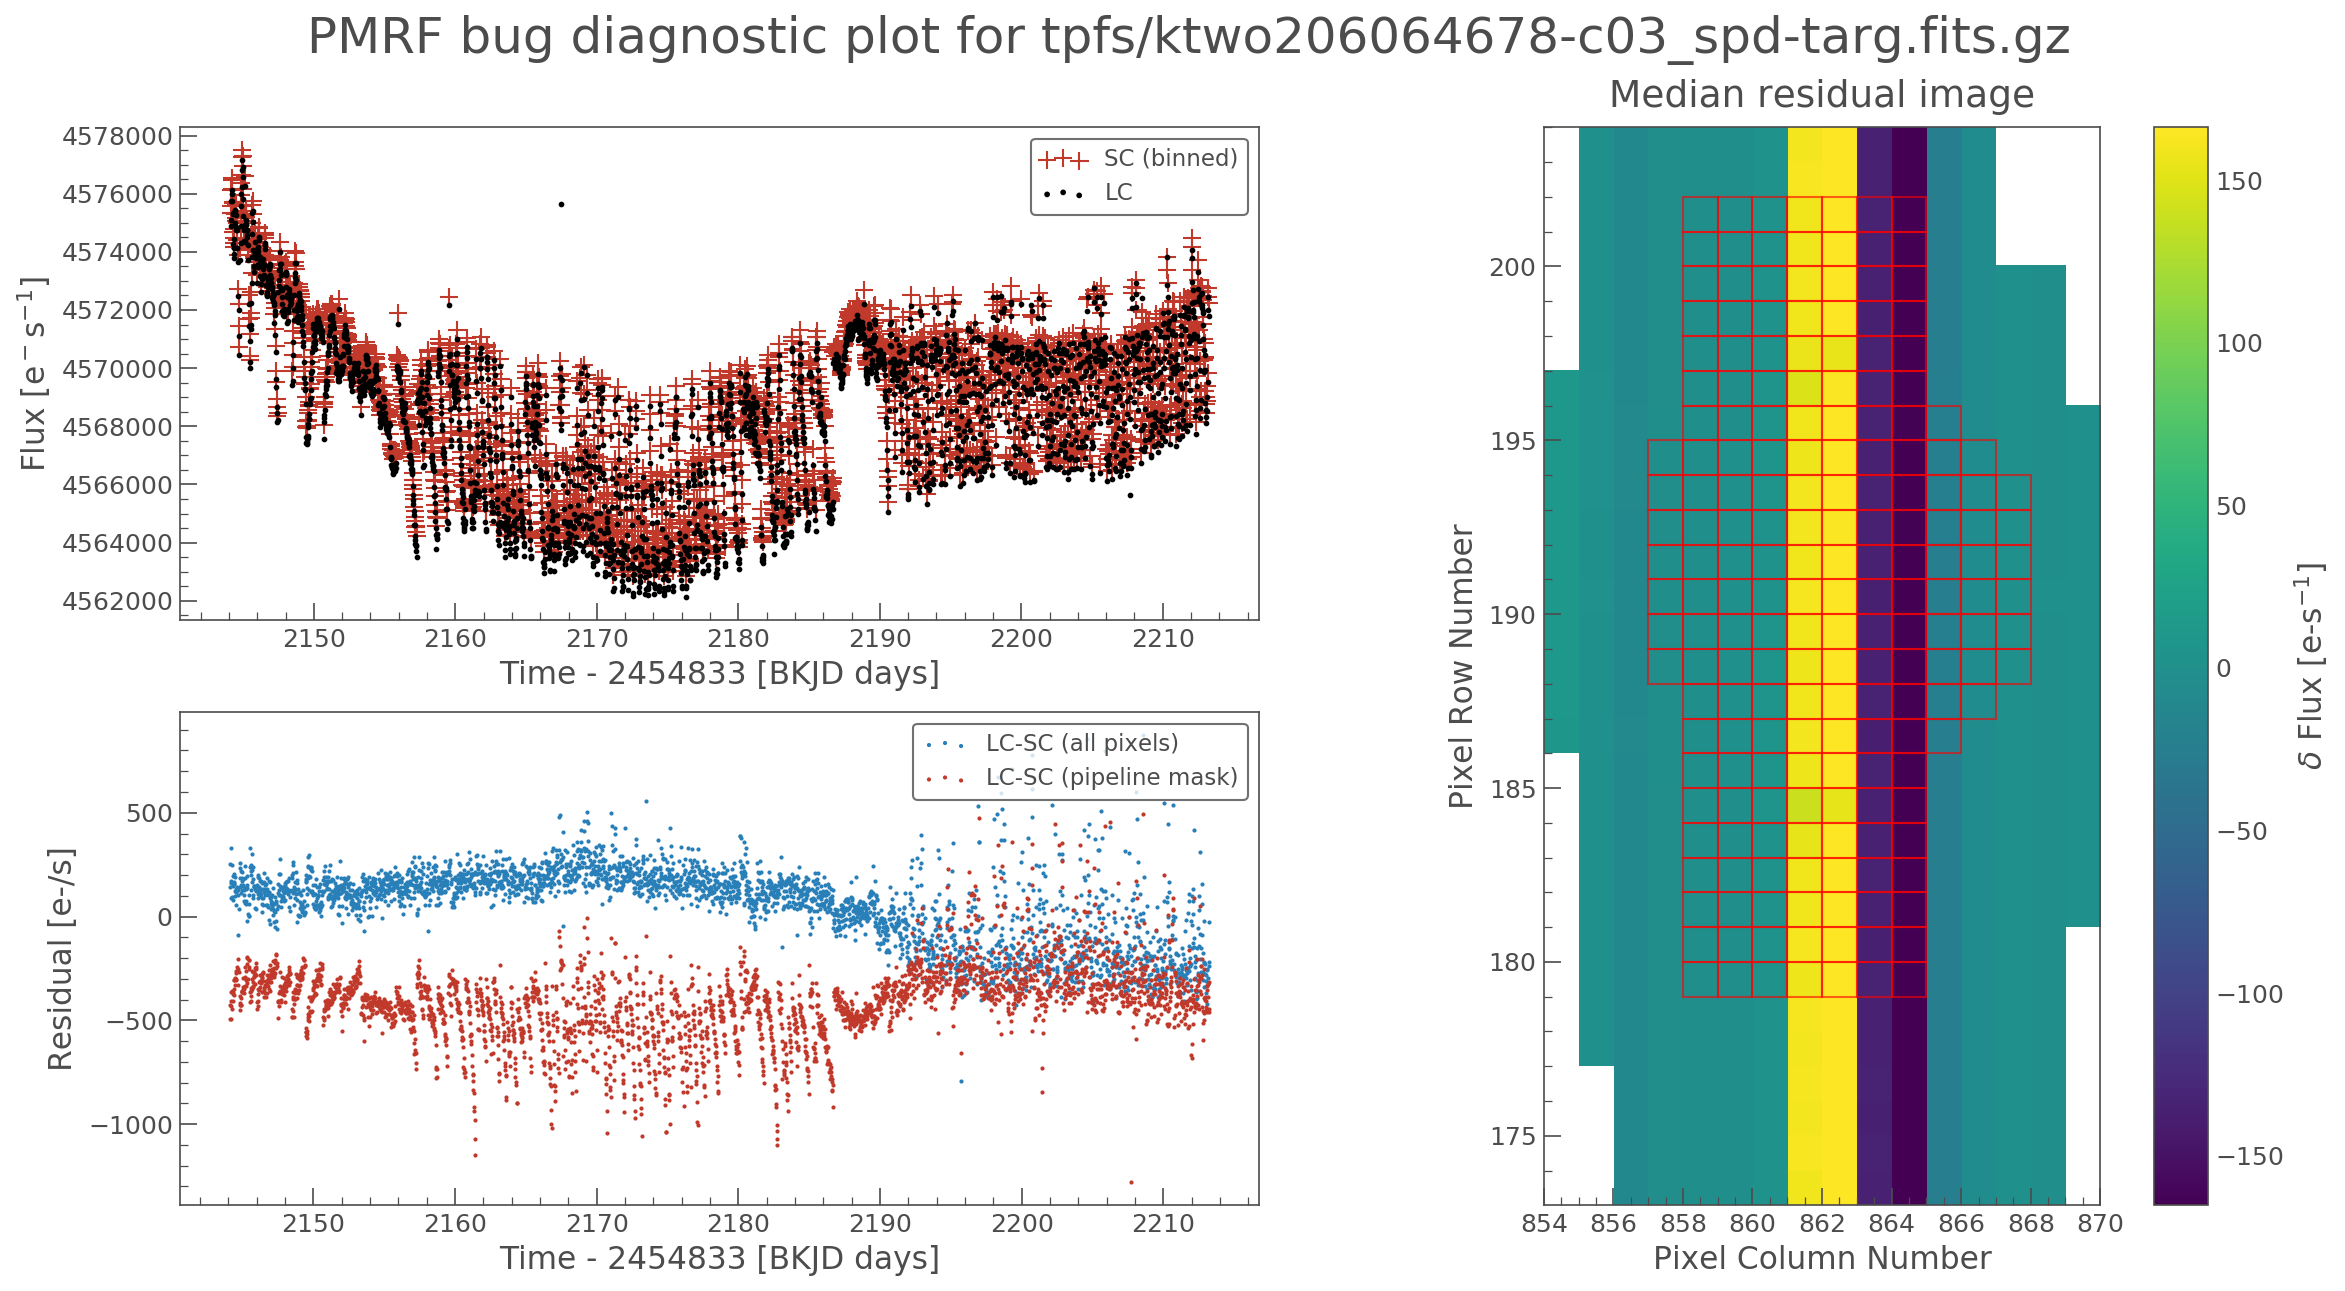 PMRF bug diagnostic plot for tpfs/ktwo206064678-c03_spd-targ.fits.gz
Flux [e⁻ s⁻¹]
4578000
4576000
4574000
4572000
4570000
4568000
4566000
4564000
4562000
SC (binned)
LC
2150 2160 2170 2180 2190 2200 2210
Time - 2454833 [BKJD days]
Residual [e-/s]
500
0
−500
−1000
LC-SC (all pixels)
LC-SC (pipeline mask)
2150 2160 2170 2180 2190 2200 2210
Time - 2454833 [BKJD days]
Median residual image
Pixel Row Number
200
195
190
185
180
175
854 856 858 860 862 864 866 868 870
Pixel Column Number
150
100
50
0
−50
−100
−150
δ Flux [e-s⁻¹]